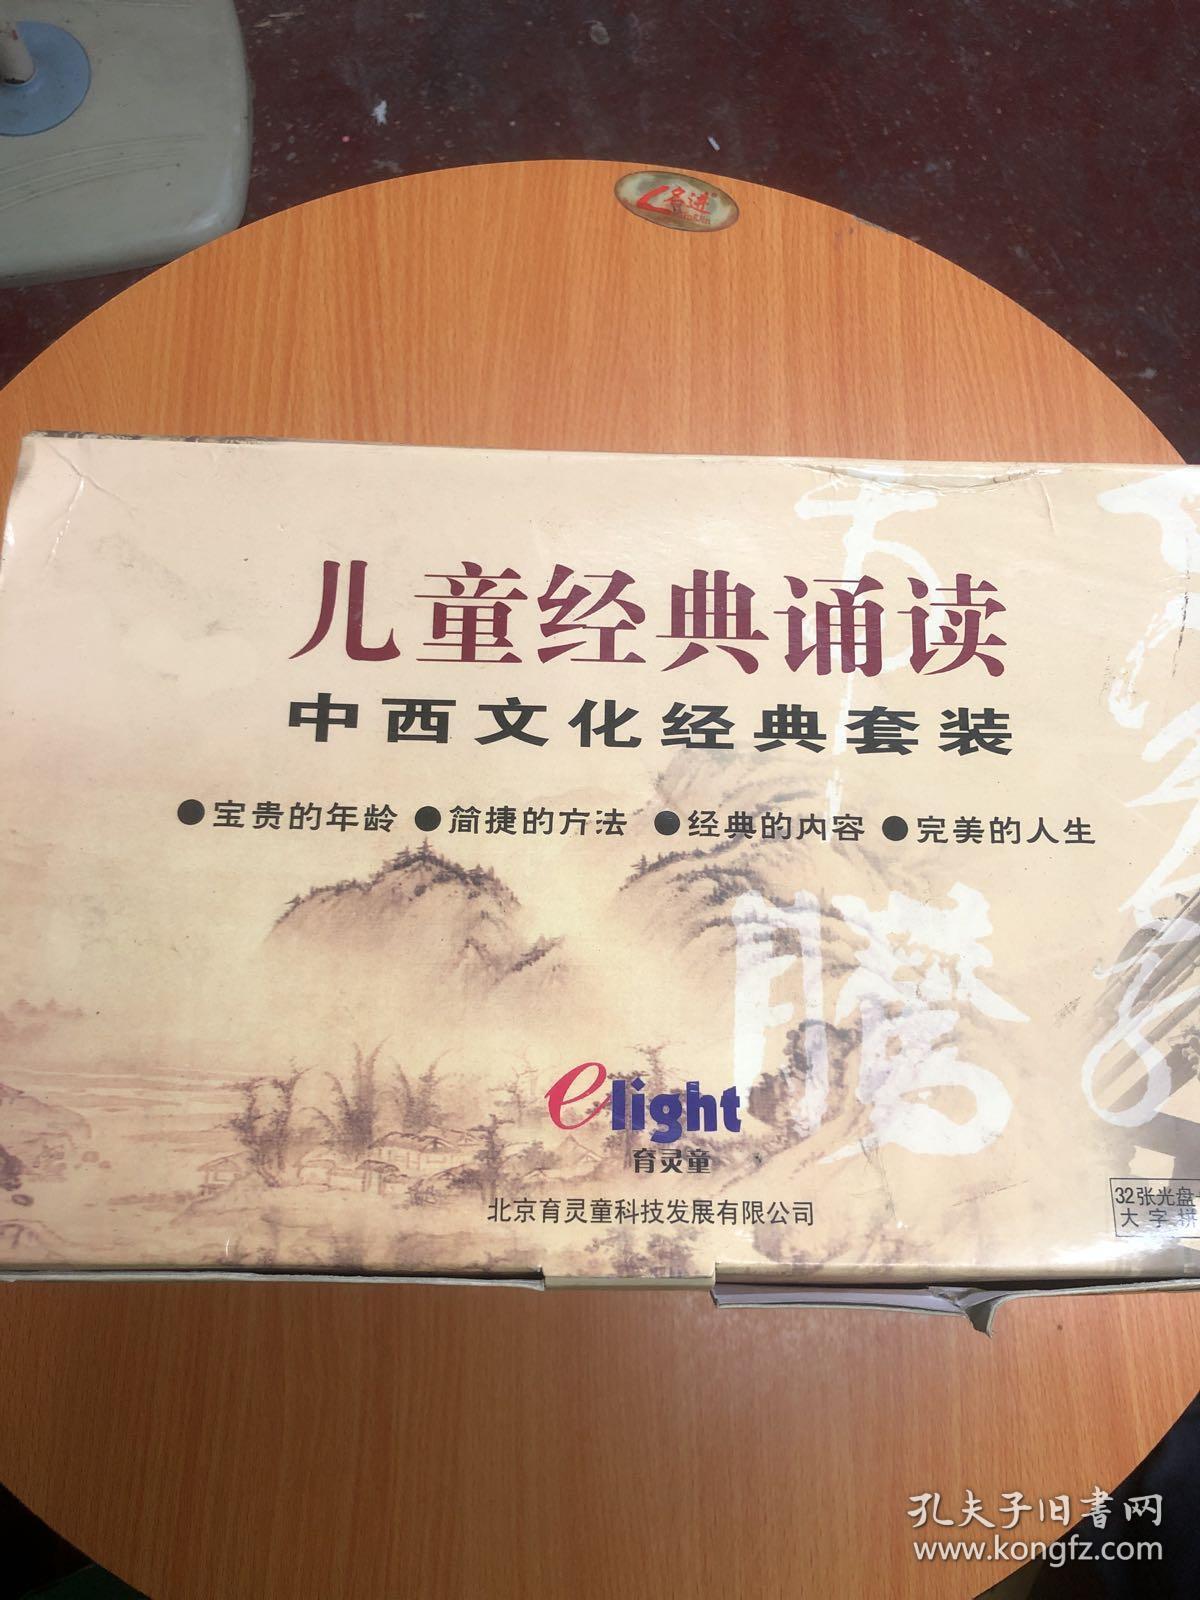 名进
儿童经典诵读
中西文化经典套装
●宝贵的年龄 ●简捷的方法 ●经典的内容 ●完美的人生
腾
elight
育灵童
北京育灵童科技发展有限公司
32张光盘
大字拼
孔夫子旧书网
www.kongfz.com